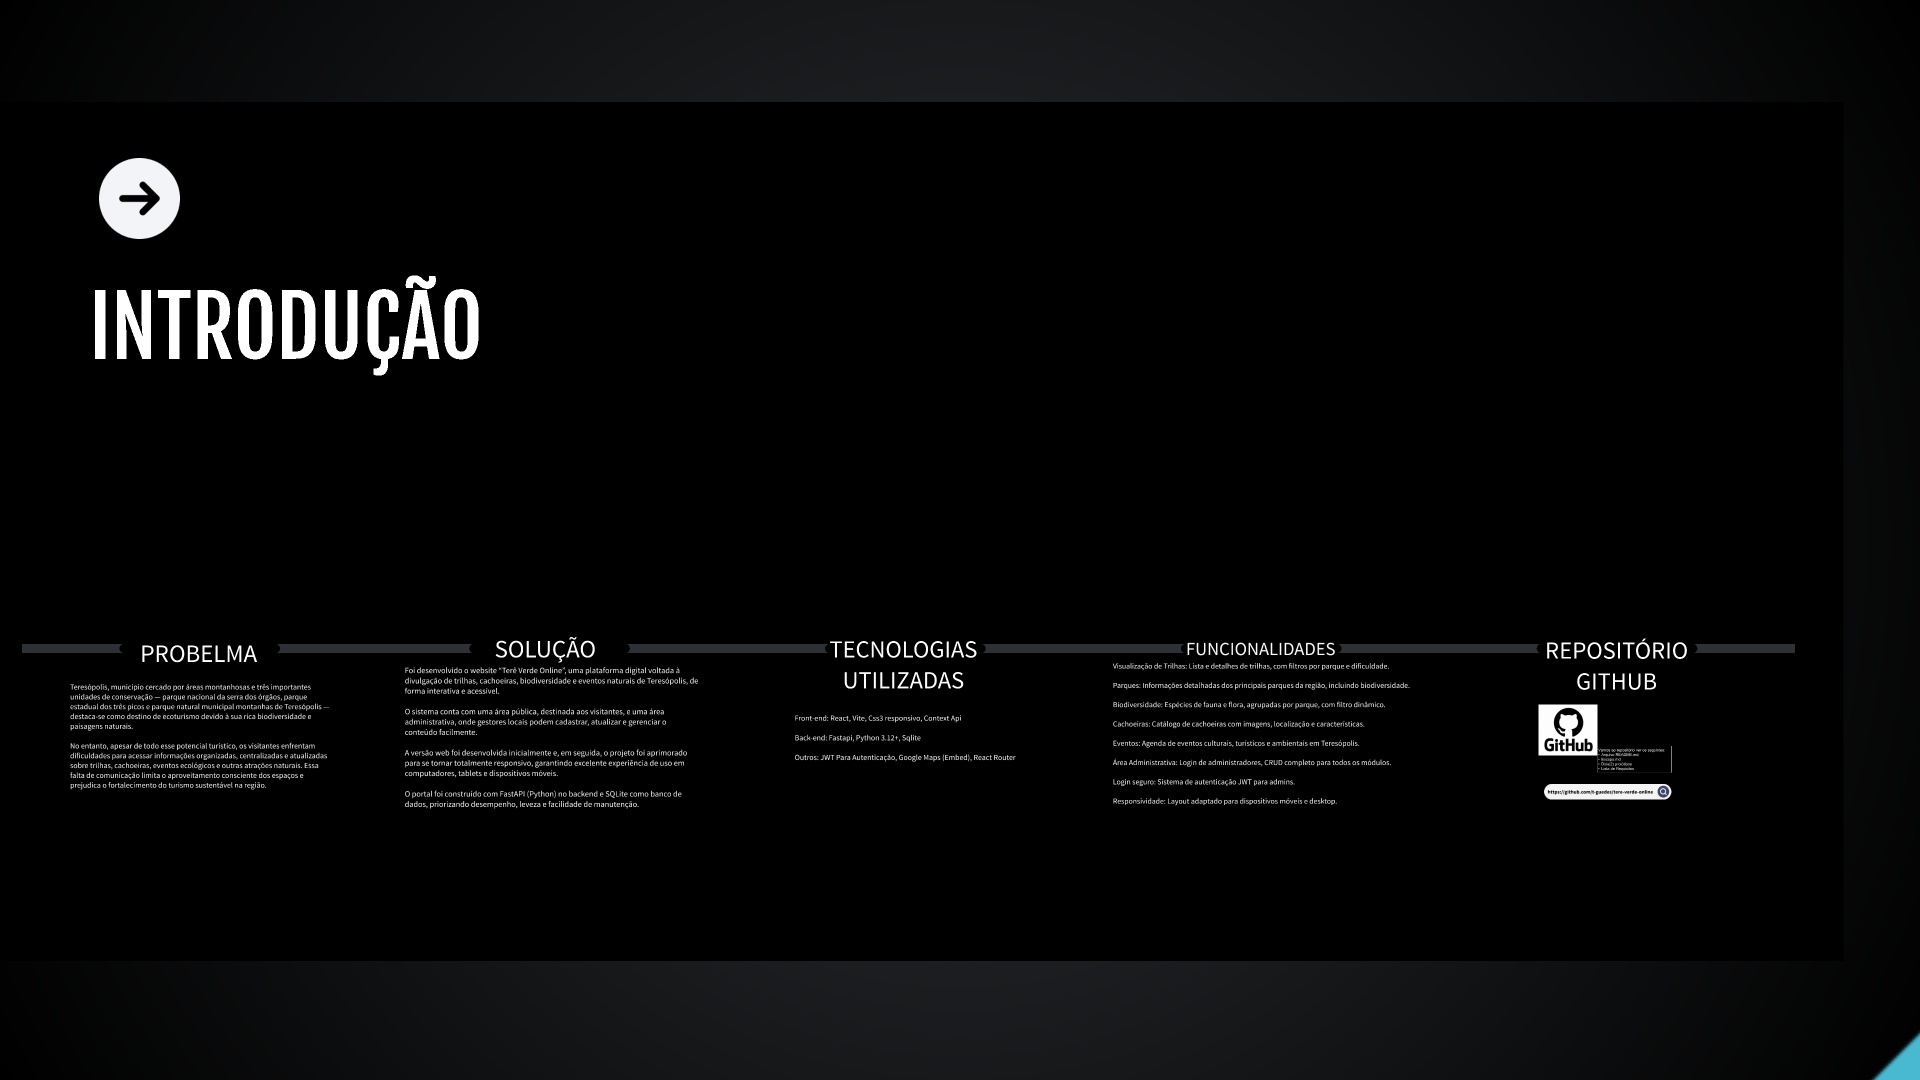 INTRODUÇÃO
PROBELMA
Teresópolis, município cercado por áreas montanhosas e três importantes
unidades de conservação — parque nacional da serra dos órgãos, parque
estadual dos três picos e parque natural municipal montanhas de Teresópolis —
destaca-se como destino de ecoturismo devido à sua rica biodiversidade e
paisagens naturais.
No entanto, apesar de todo esse potencial turístico, os visitantes enfrentam
dificuldades para acessar informações organizadas, centralizadas e atualizadas
sobre trilhas, cachoeiras, eventos ecológicos e outras atrações naturais. Essa
falta de comunicação limita o aproveitamento consciente dos espaços e
prejudica o fortalecimento do turismo sustentável na região.
SOLUÇÃO
Foi desenvolvido o website "Terê Verde Online", uma plataforma digital voltada à
divulgação de trilhas, cachoeiras, biodiversidade e eventos naturais de Teresópolis, de
forma interativa e acessível.
O sistema conta com uma área pública, destinada aos visitantes, e uma área
administrativa, onde gestores locais podem cadastrar, atualizar e gerenciar o
conteúdo facilmente.
A versão web foi desenvolvida inicialmente e, em seguida, o projeto foi aprimorado
para se tornar totalmente responsivo, garantindo excelente experiência de uso em
computadores, tablets e dispositivos móveis.
O portal foi construído com FastAPI (Python) no backend e SQLite como banco de
dados, priorizando desempenho, leveza e facilidade de manutenção.
TECNOLOGIAS
UTILIZADAS
Front-end: React, Vite, Css3 responsivo, Context Api
Back-end: Fastapi, Python 3.12+, Sqlite
Outros: JWT Para Autenticação, Google Maps (Embed), React Router
FUNCIONALIDADES
Visualização de Trilhas: Lista e detalhes de trilhas, com filtros por parque e dificuldade.
Parques: Informações detalhadas dos principais parques da região, incluindo biodiversidade.
Biodiversidade: Espécies de fauna e flora, agrupadas por parque, com filtro dinâmico.
Cachoeiras: Catálogo de cachoeiras com imagens, localização e características.
Eventos: Agenda de eventos culturais, turísticos e ambientais em Teresópolis.
Área Administrativa: Login de administradores, CRUD completo para todos os módulos.
Login seguro: Sistema de autenticação JWT para admins.
Responsividade: Layout adaptado para dispositivos móveis e desktop.
REPOSITÓRIO
GITHUB
GitHub
- Arquivo README.md
- Lista de Requisitos
https://github.com/t-guedes/tere-verde-online